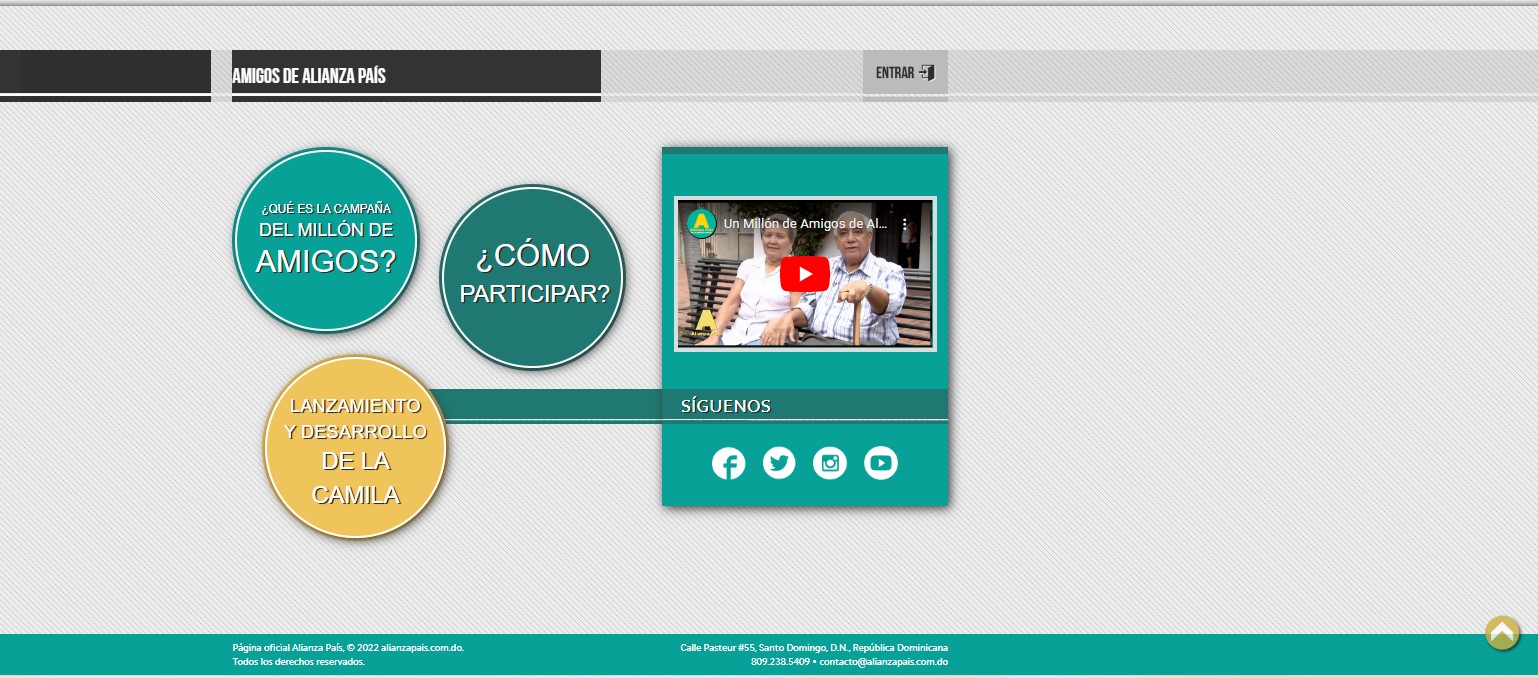 AMIGOS DE ALIANZA PAÍS
ENTRAR
¿QUÉ ES LA CAMPAÑA
DEL MILLÓN DE
AMIGOS?
¿CÓMO
PARTICIPAR?
Un Millón de Amigos de Al...
LANZAMIENTO
Y DESARROLLO
DE LA
CAMILA
SÍGUENOS
Página oficial Alianza País, © 2022 alianzapais.com.do.
Todos los derechos reservados.
Calle Pasteur #55, Santo Domingo, D.N., República Dominicana
809.238.5409 • contacto@alianzapais.com.do